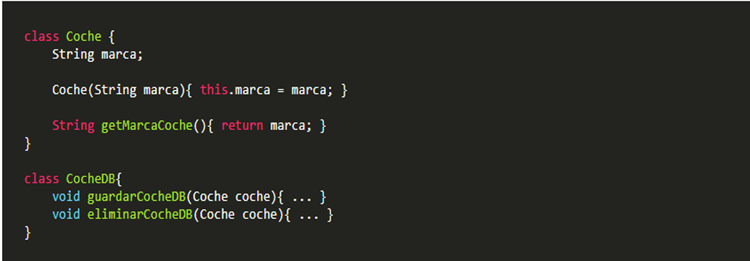 class Coche {
String marca;
Coche(String marca){ this.marca = marca; }
String getMarcaCoche(){ return marca; }
}
class CocheDB{
void guardarCocheDB(Coche coche){ ... }
void eliminarCocheDB(Coche coche){ ... }
}